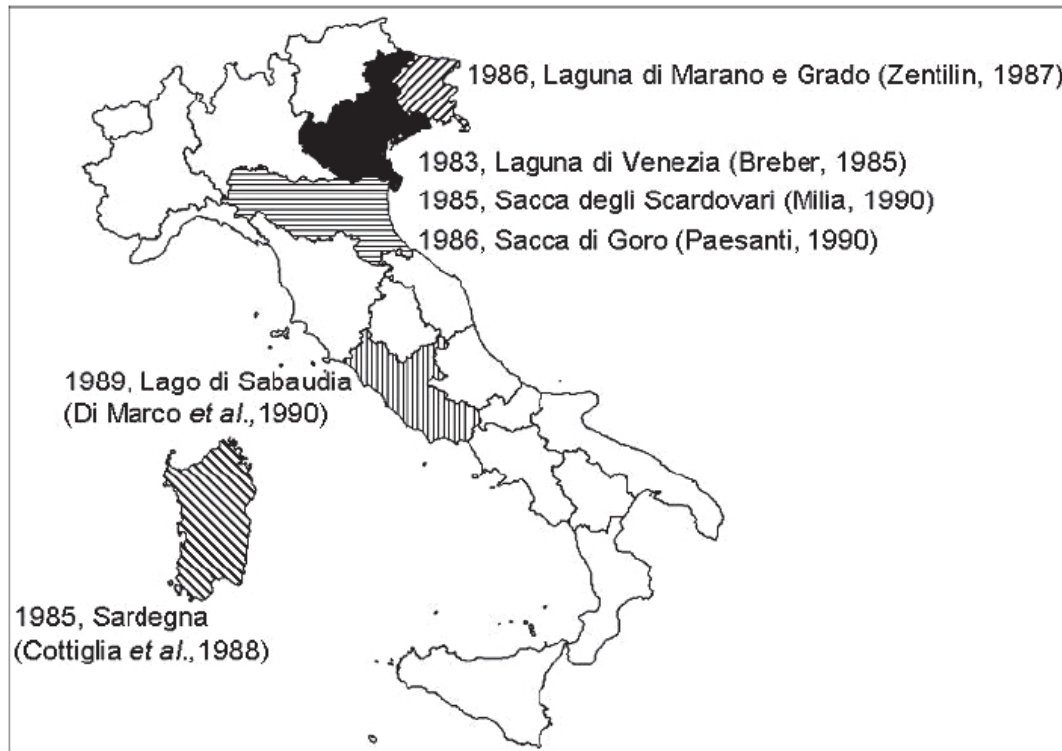 1986, Laguna di Marano e Grado (Zentilin, 1987)
1983, Laguna di Venezia (Breber, 1985)
1985, Sacca degli Scardovari (Milia, 1990)
1986, Sacca di Goro (Paesanti, 1990)
1989, Lago di Sabaudia
(Di Marco et al., 1990)
1985, Sardegna
(Cottiglia et al., 1988)